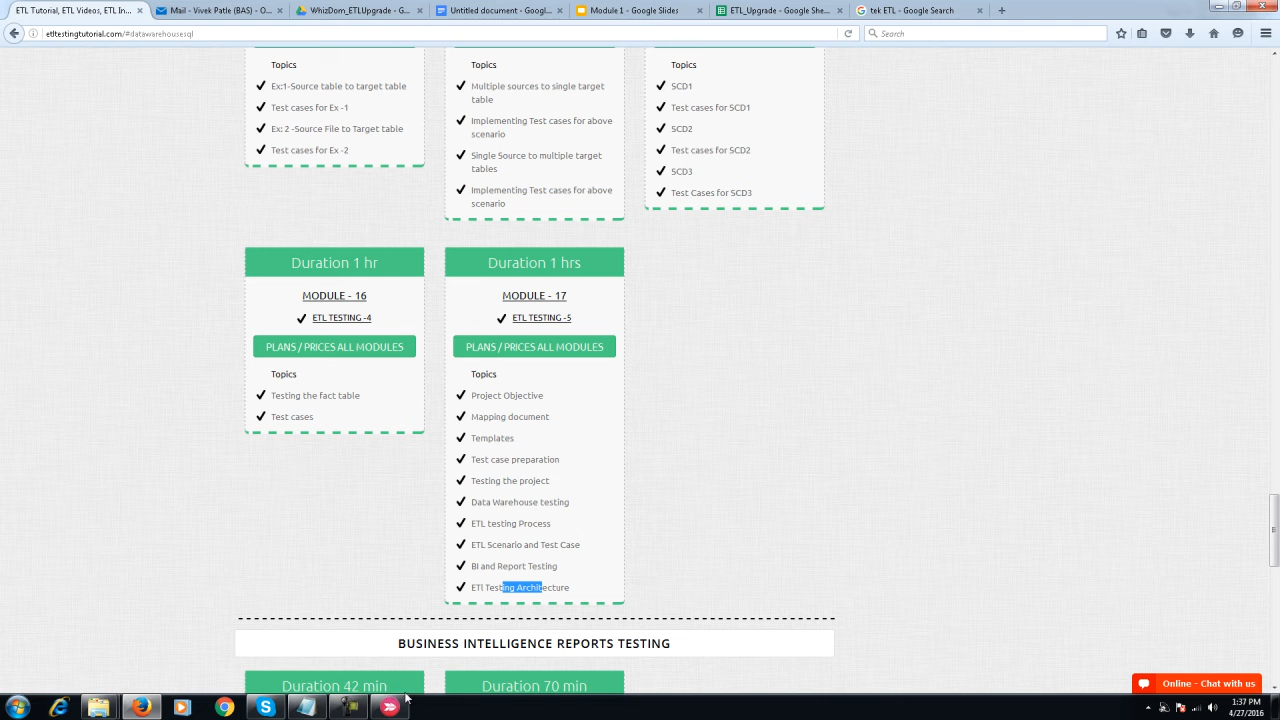 ETL Tutorial, ETL Videos, ETL In...
Mail - Vivek Patle (BAS) - O...
WhizDom_ETLUpgrade - G...
Untitled document - Googl...
Module 1 - Google Slides
ETL_Upgrade - Google She...
tek ETL - Google Search
etltestingtutorial.com/#datawarehousesql
Search
Topics
Ex:1-Source table to target table
Test cases for Ex -1
Ex: 2 -Source File to Target table
Test cases for Ex -2
Topics
Multiple sources to single target
table
Implementing Test cases for above
scenario
Single Source to multiple target
tables
Implementing Test cases for above
scenario
Topics
SCD1
Test cases for SCD1
SCD2
Test cases for SCD2
SCD3
Test Cases for SCD3
Duration 1 hr
MODULE - 16
ETL TESTING -4
PLANS / PRICES ALL MODULES
Topics
Testing the fact table
Test cases
Duration 1 hrs
MODULE - 17
ETL TESTING -5
PLANS / PRICES ALL MODULES
Topics
Project Objective
Mapping document
Templates
Test case preparation
Testing the project
Data Warehouse testing
ETL testing Process
ETL Scenario and Test Case
BI and Report Testing
ETl Testing Architecture
BUSINESS INTELLIGENCE REPORTS TESTING
Duration 42 min
Duration 70 min
Online - Chat with us
1:37 PM
4/27/2016